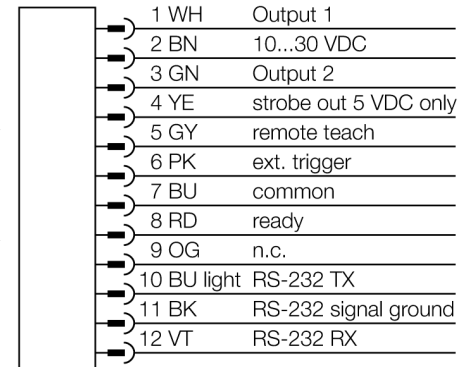 1 WH Output 1
2 BN 10...30 VDC
3 GN Output 2
4 YE strobe out 5 VDC only
5 GY remote teach
6 PK ext. trigger
7 BU common
8 RD ready
9 OG n.c.
10 BU light RS-232 TX
11 BK RS-232 signal ground
12 VT RS-232 RX